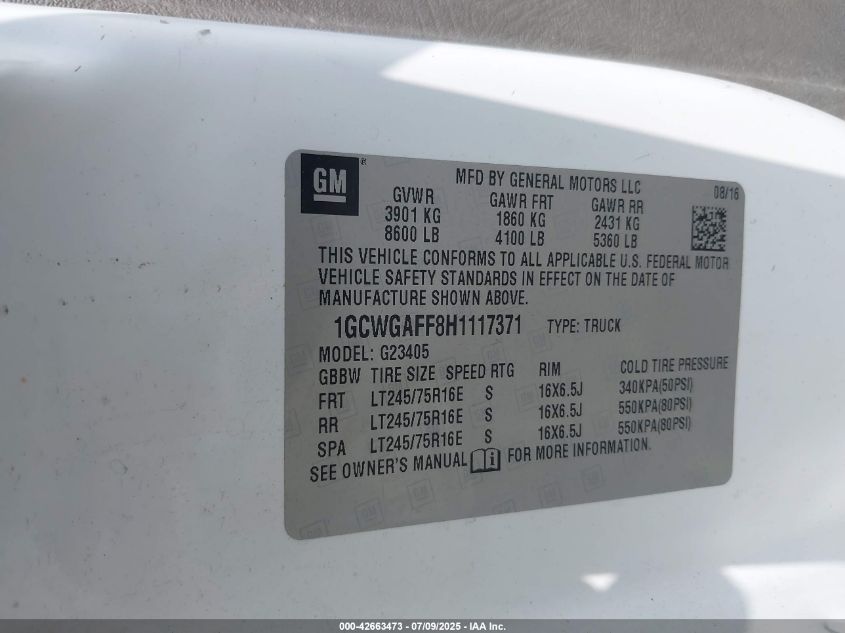 GM ®
MFD BY GENERAL MOTORS LLC 08/16
GVWR GAWR FRT GAWR RR
3901 KG 1860 KG 2431 KG
8600 LB 4100 LB 5360 LB
THIS VEHICLE CONFORMS TO ALL APPLICABLE U.S. FEDERAL MOTOR
VEHICLE SAFETY STANDARDS IN EFFECT ON THE DATE OF
MANUFACTURE SHOWN ABOVE.
1GCWGAFF8H1117371 TYPE: TRUCK
MODEL: G23405
GBBW TIRE SIZE SPEED RTG RIM COLD TIRE PRESSURE
FRT LT245/75R16E S 16X6.5J 340KPA(50PSI)
RR LT245/75R16E S 16X6.5J 550KPA(80PSI)
SPA LT245/75R16E S 16X6.5J 550KPA(80PSI)
SEE OWNER'S MANUAL FOR MORE INFORMATION.
000-42663473 - 07/09/2025 - IAA Inc.